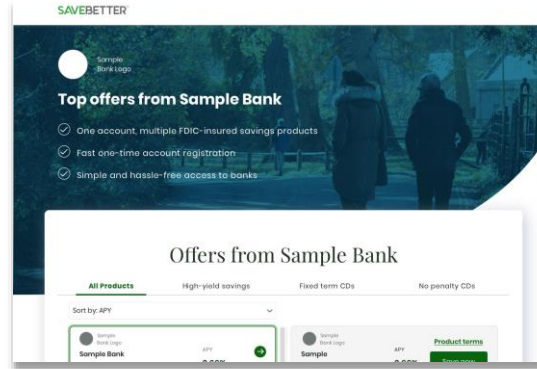 SAVEBETTER
Sample
Bank Logo
Top offers from Sample Bank
One account, multiple FDIC-insured savings products
Fast one-time account registration
Simple and hassle-free access to banks
Offers from Sample Bank
All Products High-yield savings Fixed term CDs No penalty CDs
Sort by: APY
Sample
Bank Logo
Sample Bank
APY
Sample
Bank Logo
Sample
APY
Product terms
Save now